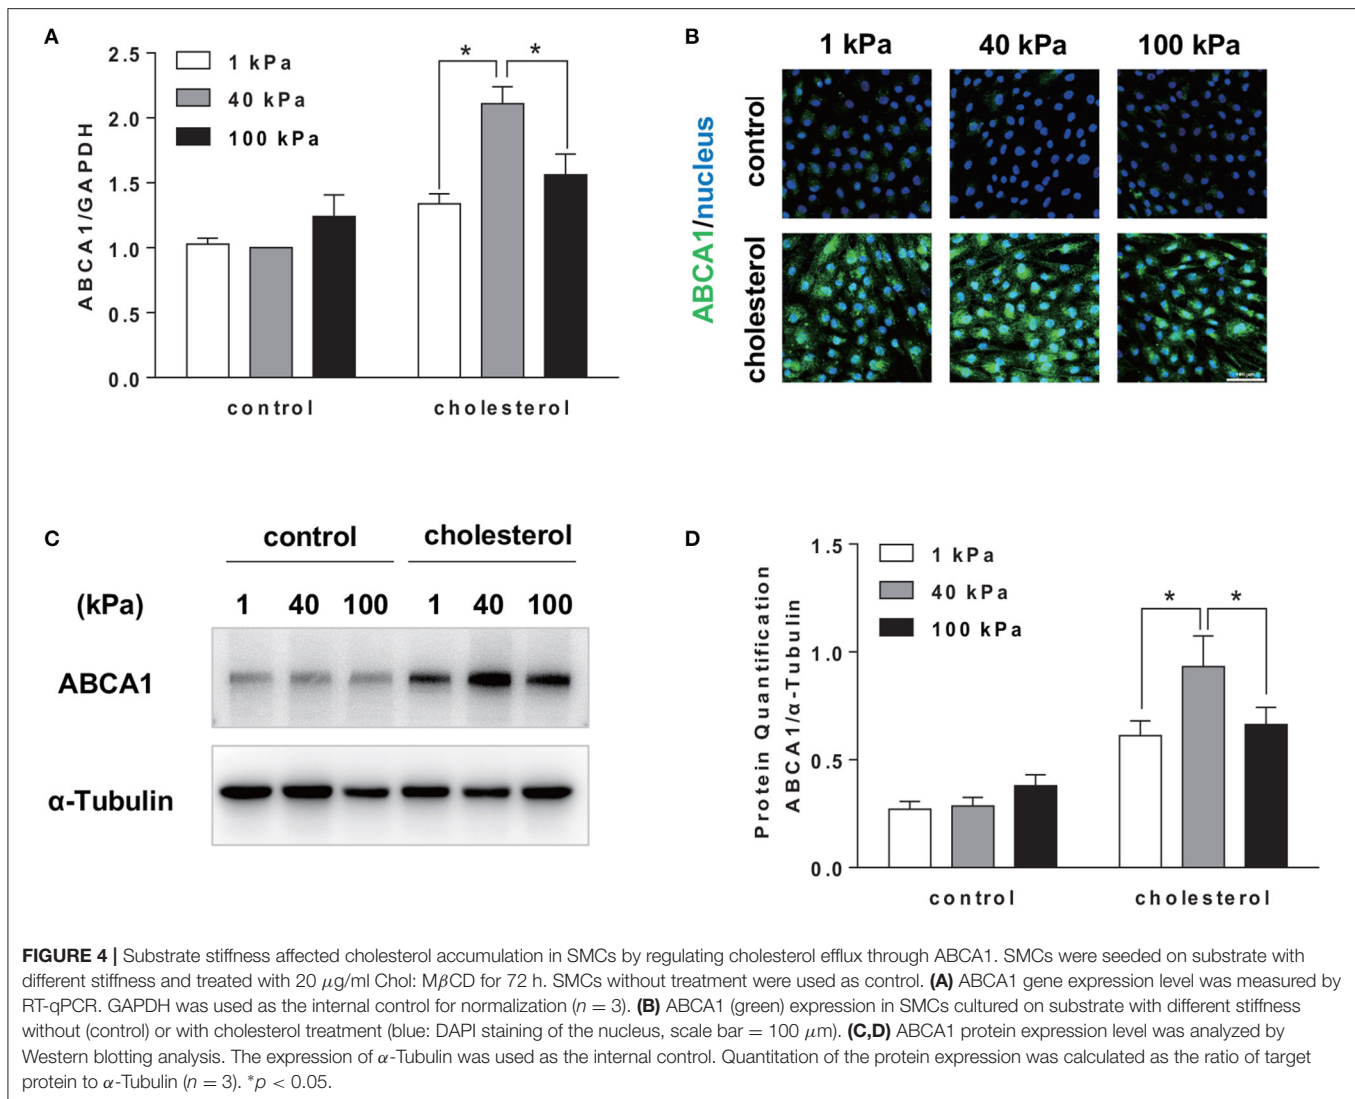 A
2.5
2.0
1.5
1.0
0.5
0.0
ABCA1/GAPDH
1 kPa
40 kPa
100 kPa
* *
control cholesterol
B
1 kPa 40 kPa 100 kPa
ABCA1/nucleus
control
cholesterol
C
control cholesterol
(kPa) 1 40 100 1 40 100
ABCA1
α-Tubulin
D
1.5
1.0
0.5
0.0
Protein Quantification
ABCA1/α-Tubulin
1 kPa
40 kPa
100 kPa
* *
control cholesterol
FIGURE 4 | Substrate stiffness affected cholesterol accumulation in SMCs by regulating cholesterol efflux through ABCA1. SMCs were seeded on substrate with
different stiffness and treated with 20 μg/ml Chol: MβCD for 72 h. SMCs without treatment were used as control. (A) ABCA1 gene expression level was measured by
RT-qPCR. GAPDH was used as the internal control for normalization (n = 3). (B) ABCA1 (green) expression in SMCs cultured on substrate with different stiffness
without (control) or with cholesterol treatment (blue: DAPI staining of the nucleus, scale bar = 100 μm). (C,D) ABCA1 protein expression level was analyzed by
Western blotting analysis. The expression of α-Tubulin was used as the internal control. Quantitation of the protein expression was calculated as the ratio of target
protein to α-Tubulin (n = 3). *p < 0.05.